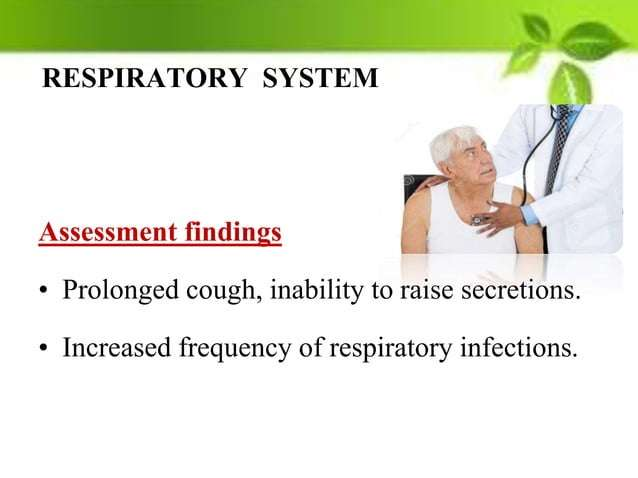 RESPIRATORY SYSTEM
Assessment findings
• Prolonged cough, inability to raise secretions.
• Increased frequency of respiratory infections.